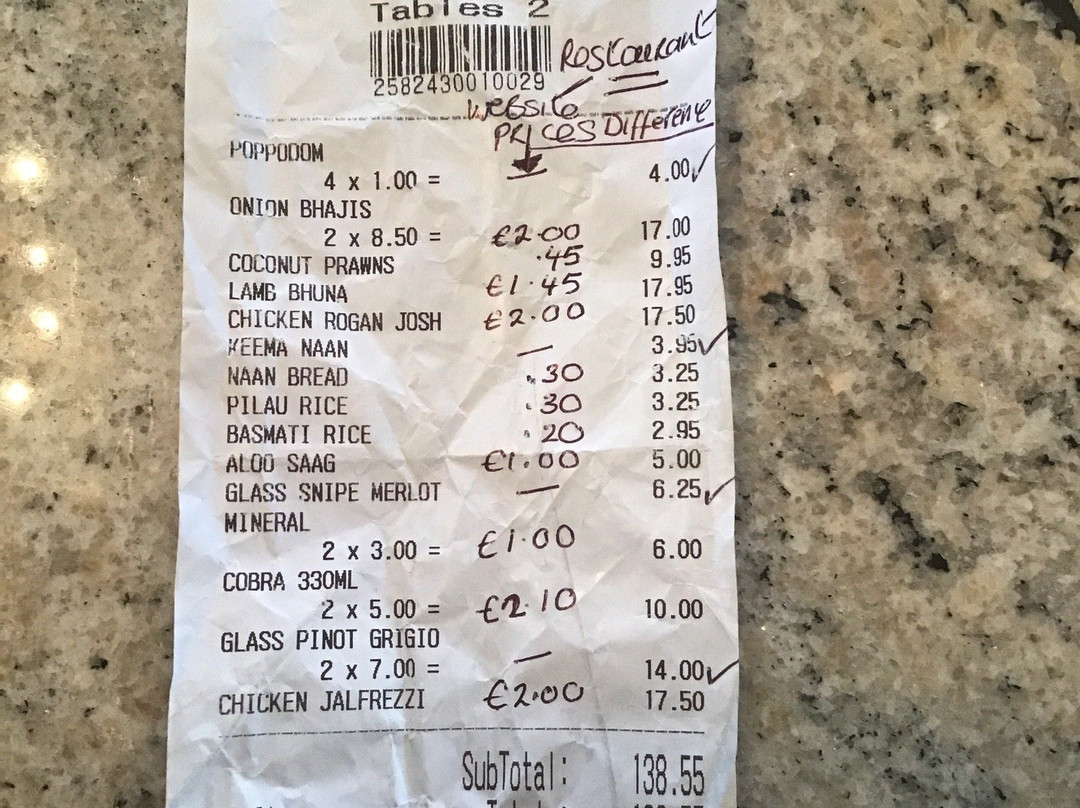 Tables 2
2582430010029
Restaurant
website
PRICES Difference
POPPODOM
4 x 1.00 = — 4.00 ✓
ONION BHAJIS
2 x 8.50 = £2.00 17.00
COCONUT PRAWNS .45 9.95
LAMB BHUNA £1.45 17.95
CHICKEN ROGAN JOSH £2.00 17.50
KEEMA NAAN — 3.95 ✓
NAAN BREAD .30 3.25
PILAU RICE .30 3.25
BASMATI RICE .20 2.95
ALOO SAAG £1.00 5.00
GLASS SNIPE MERLOT — 6.25 ✓
MINERAL
2 x 3.00 = £1.00 6.00
COBRA 330ML
2 x 5.00 = £2.10 10.00
GLASS PINOT GRIGIO
2 x 7.00 = — 14.00 ✓
CHICKEN JALFREZZI £2.00 17.50
SubTotal: 138.55